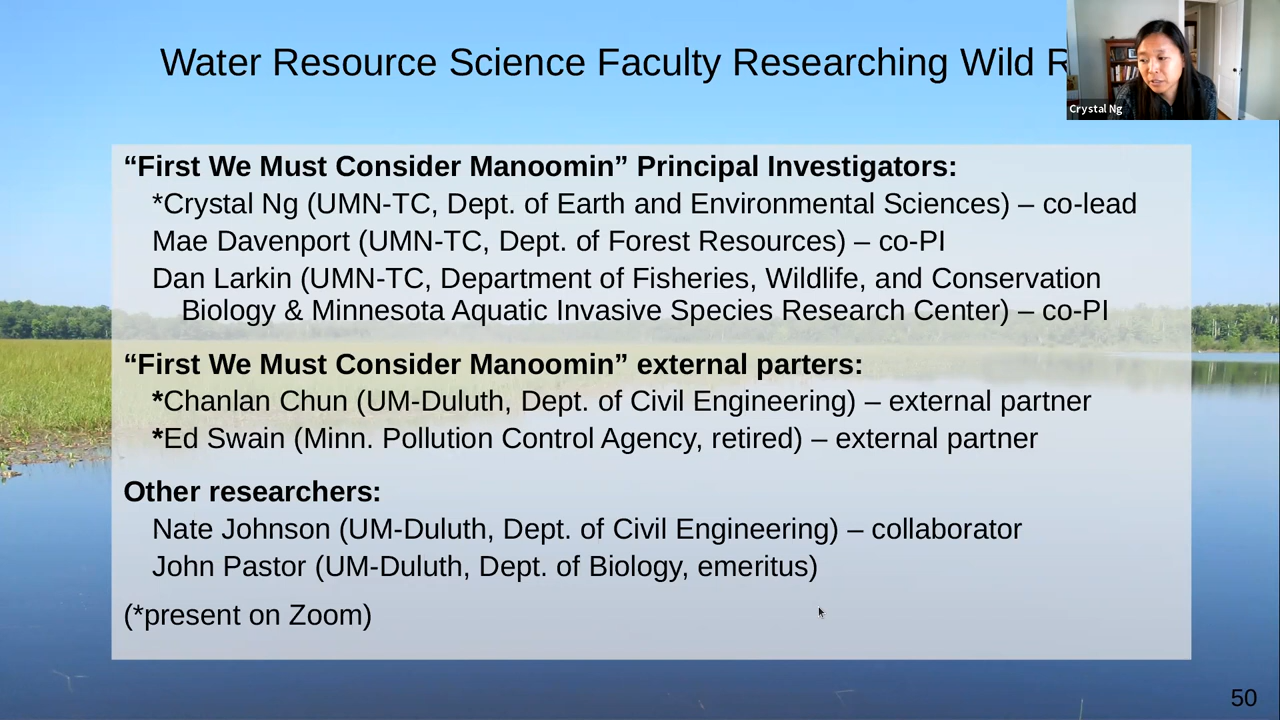 Water Resource Science Faculty Researching Wild
Crystal Ng
“First We Must Consider Manoomin” Principal Investigators:
*Crystal Ng (UMN-TC, Dept. of Earth and Environmental Sciences) – co-lead
Mae Davenport (UMN-TC, Dept. of Forest Resources) – co-PI
Dan Larkin (UMN-TC, Department of Fisheries, Wildlife, and Conservation
Biology & Minnesota Aquatic Invasive Species Research Center) – co-PI
“First We Must Consider Manoomin” external parters:
*Chanlan Chun (UM-Duluth, Dept. of Civil Engineering) – external partner
*Ed Swain (Minn. Pollution Control Agency, retired) – external partner
Other researchers:
Nate Johnson (UM-Duluth, Dept. of Civil Engineering) – collaborator
John Pastor (UM-Duluth, Dept. of Biology, emeritus)
(*present on Zoom)
50